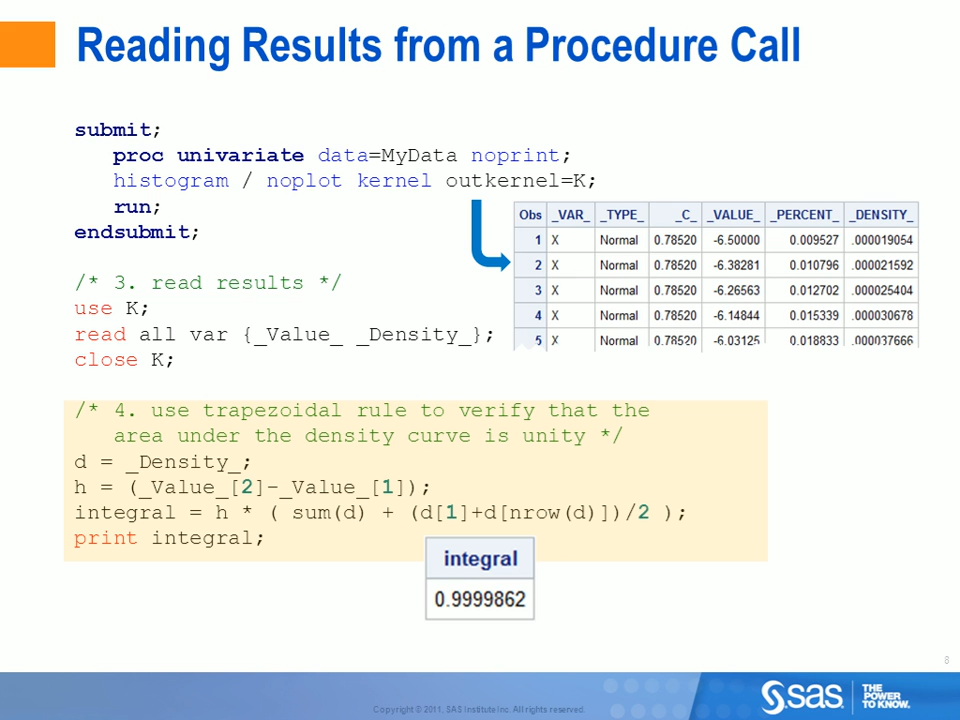 Reading Results from a Procedure Call
submit;
proc univariate data=MyData noprint;
histogram / noplot kernel outkernel=K;
run;
endsubmit;
Obs _VAR_ _TYPE_ _C_ _VALUE_ _PERCENT_ _DENSITY_
1 X Normal 0.78520 -6.50000 0.009527 .000019054
2 X Normal 0.78520 -6.38281 0.010796 .000021592
3 X Normal 0.78520 -6.26563 0.012702 .000025404
4 X Normal 0.78520 -6.14844 0.015339 .000030678
5 X Normal 0.78520 -6.03125 0.018833 .000037666
/* 3. read results */
use K;
read all var {_Value_ _Density_};
close K;
/* 4. use trapezoidal rule to verify that the
area under the density curve is unity */
d = _Density_;
h = (_Value_[2]-_Value_[1]);
integral = h * ( sum(d) + (d[1]+d[nrow(d)])/2 );
print integral;
integral
0.9999862
8
Copyright © 2011, SAS Institute Inc. All rights reserved.
sas.
THE
POWER
TO KNOW.